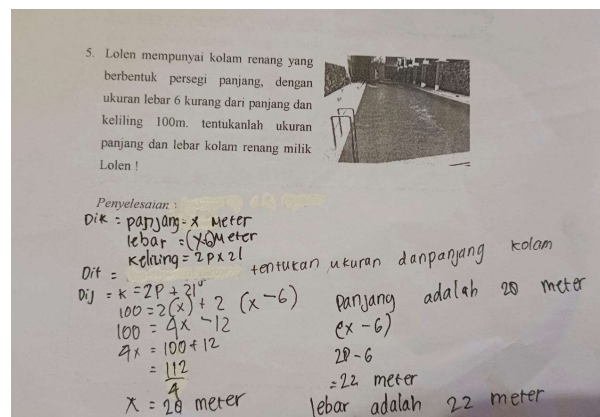 5. Lolen mempunyai kolam renang yang
berbentuk persegi panjang, dengan
ukuran lebar 6 kurang dari panjang dan
keliling 100m. tentukanlah ukuran
panjang dan lebar kolam renang milik
Lolen !
Penyelesaian :
Dik = panjang = x Meter
lebar = (x-6) Meter
Keliling = 2P x 2l
Dit = tentukan ukuran dan panjang kolam
Dij = K = 2P + 2l
100 = 2(x) + 2 (x-6)
100 = 4x - 12
4x = 100 + 12
= 112
4
x = 28 meter
panjang adalah 28 meter
(x - 6)
28 - 6
= 22 meter
lebar adalah 22 meter